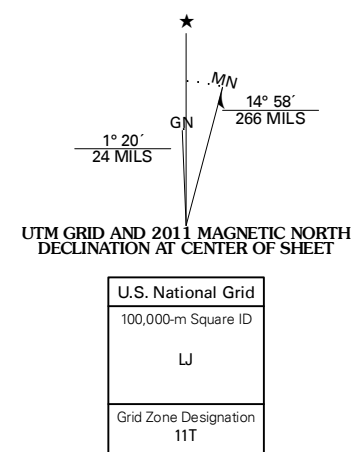 MN
GN
14° 58´
266 MILS
1° 20´
24 MILS
UTM GRID AND 2011 MAGNETIC NORTH
DECLINATION AT CENTER OF SHEET
U.S. National Grid
100,000-m Square ID
LJ
Grid Zone Designation
11T